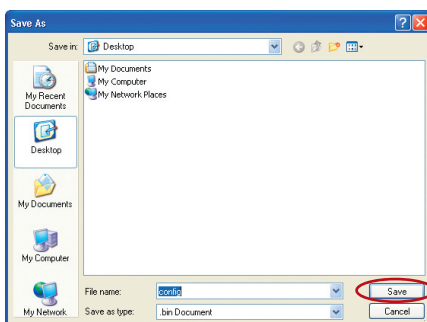 Save As
Save in:
Desktop
My Recent
Documents
Desktop
My Documents
My Computer
My Network
My Documents
My Computer
My Network Places
File name:
config
Save
Save as type:
.bin Document
Cancel